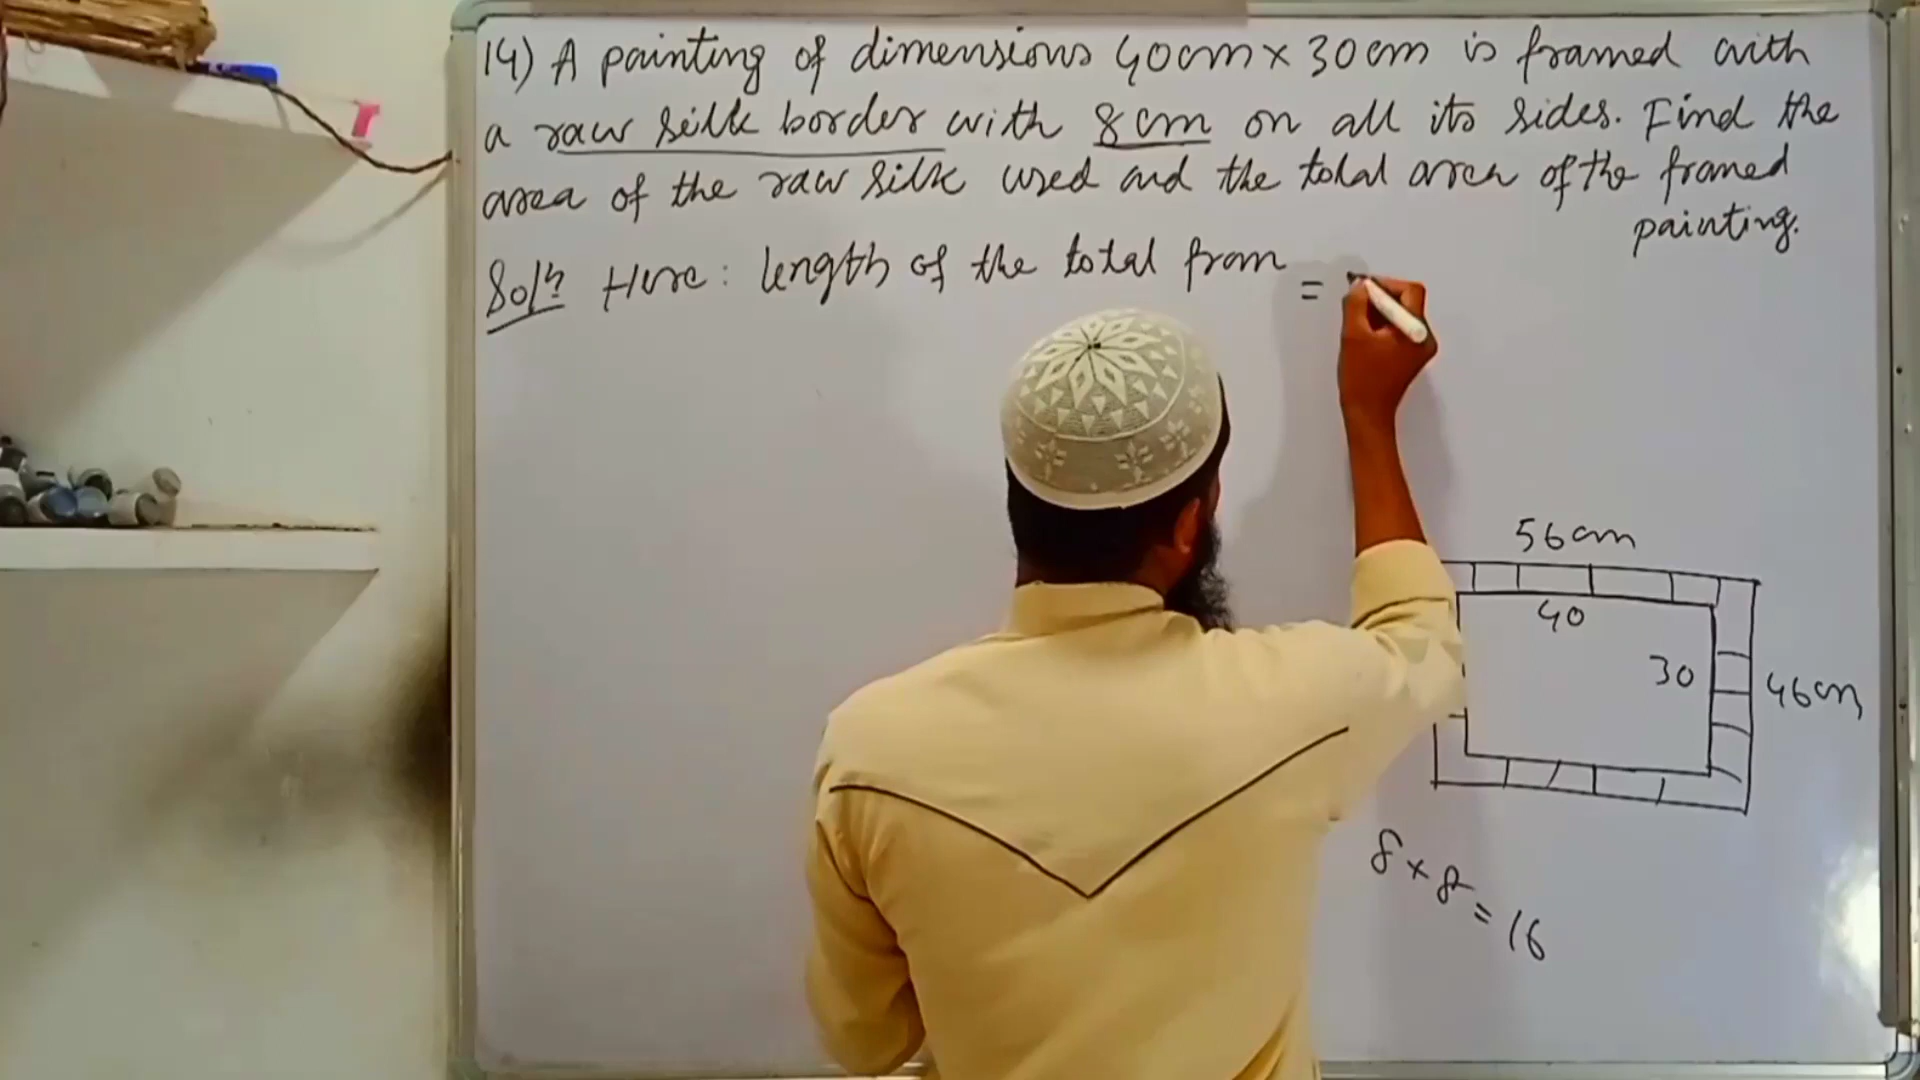 14) A painting of dimensions 40cm × 30cm is framed with
a raw silk border with 8cm on all its sides. Find the
area of the raw silk used and the total area of the framed
painting.
Soln Here: length of the total fram =
56cm
40
30
46cm
8 × 8 = 16